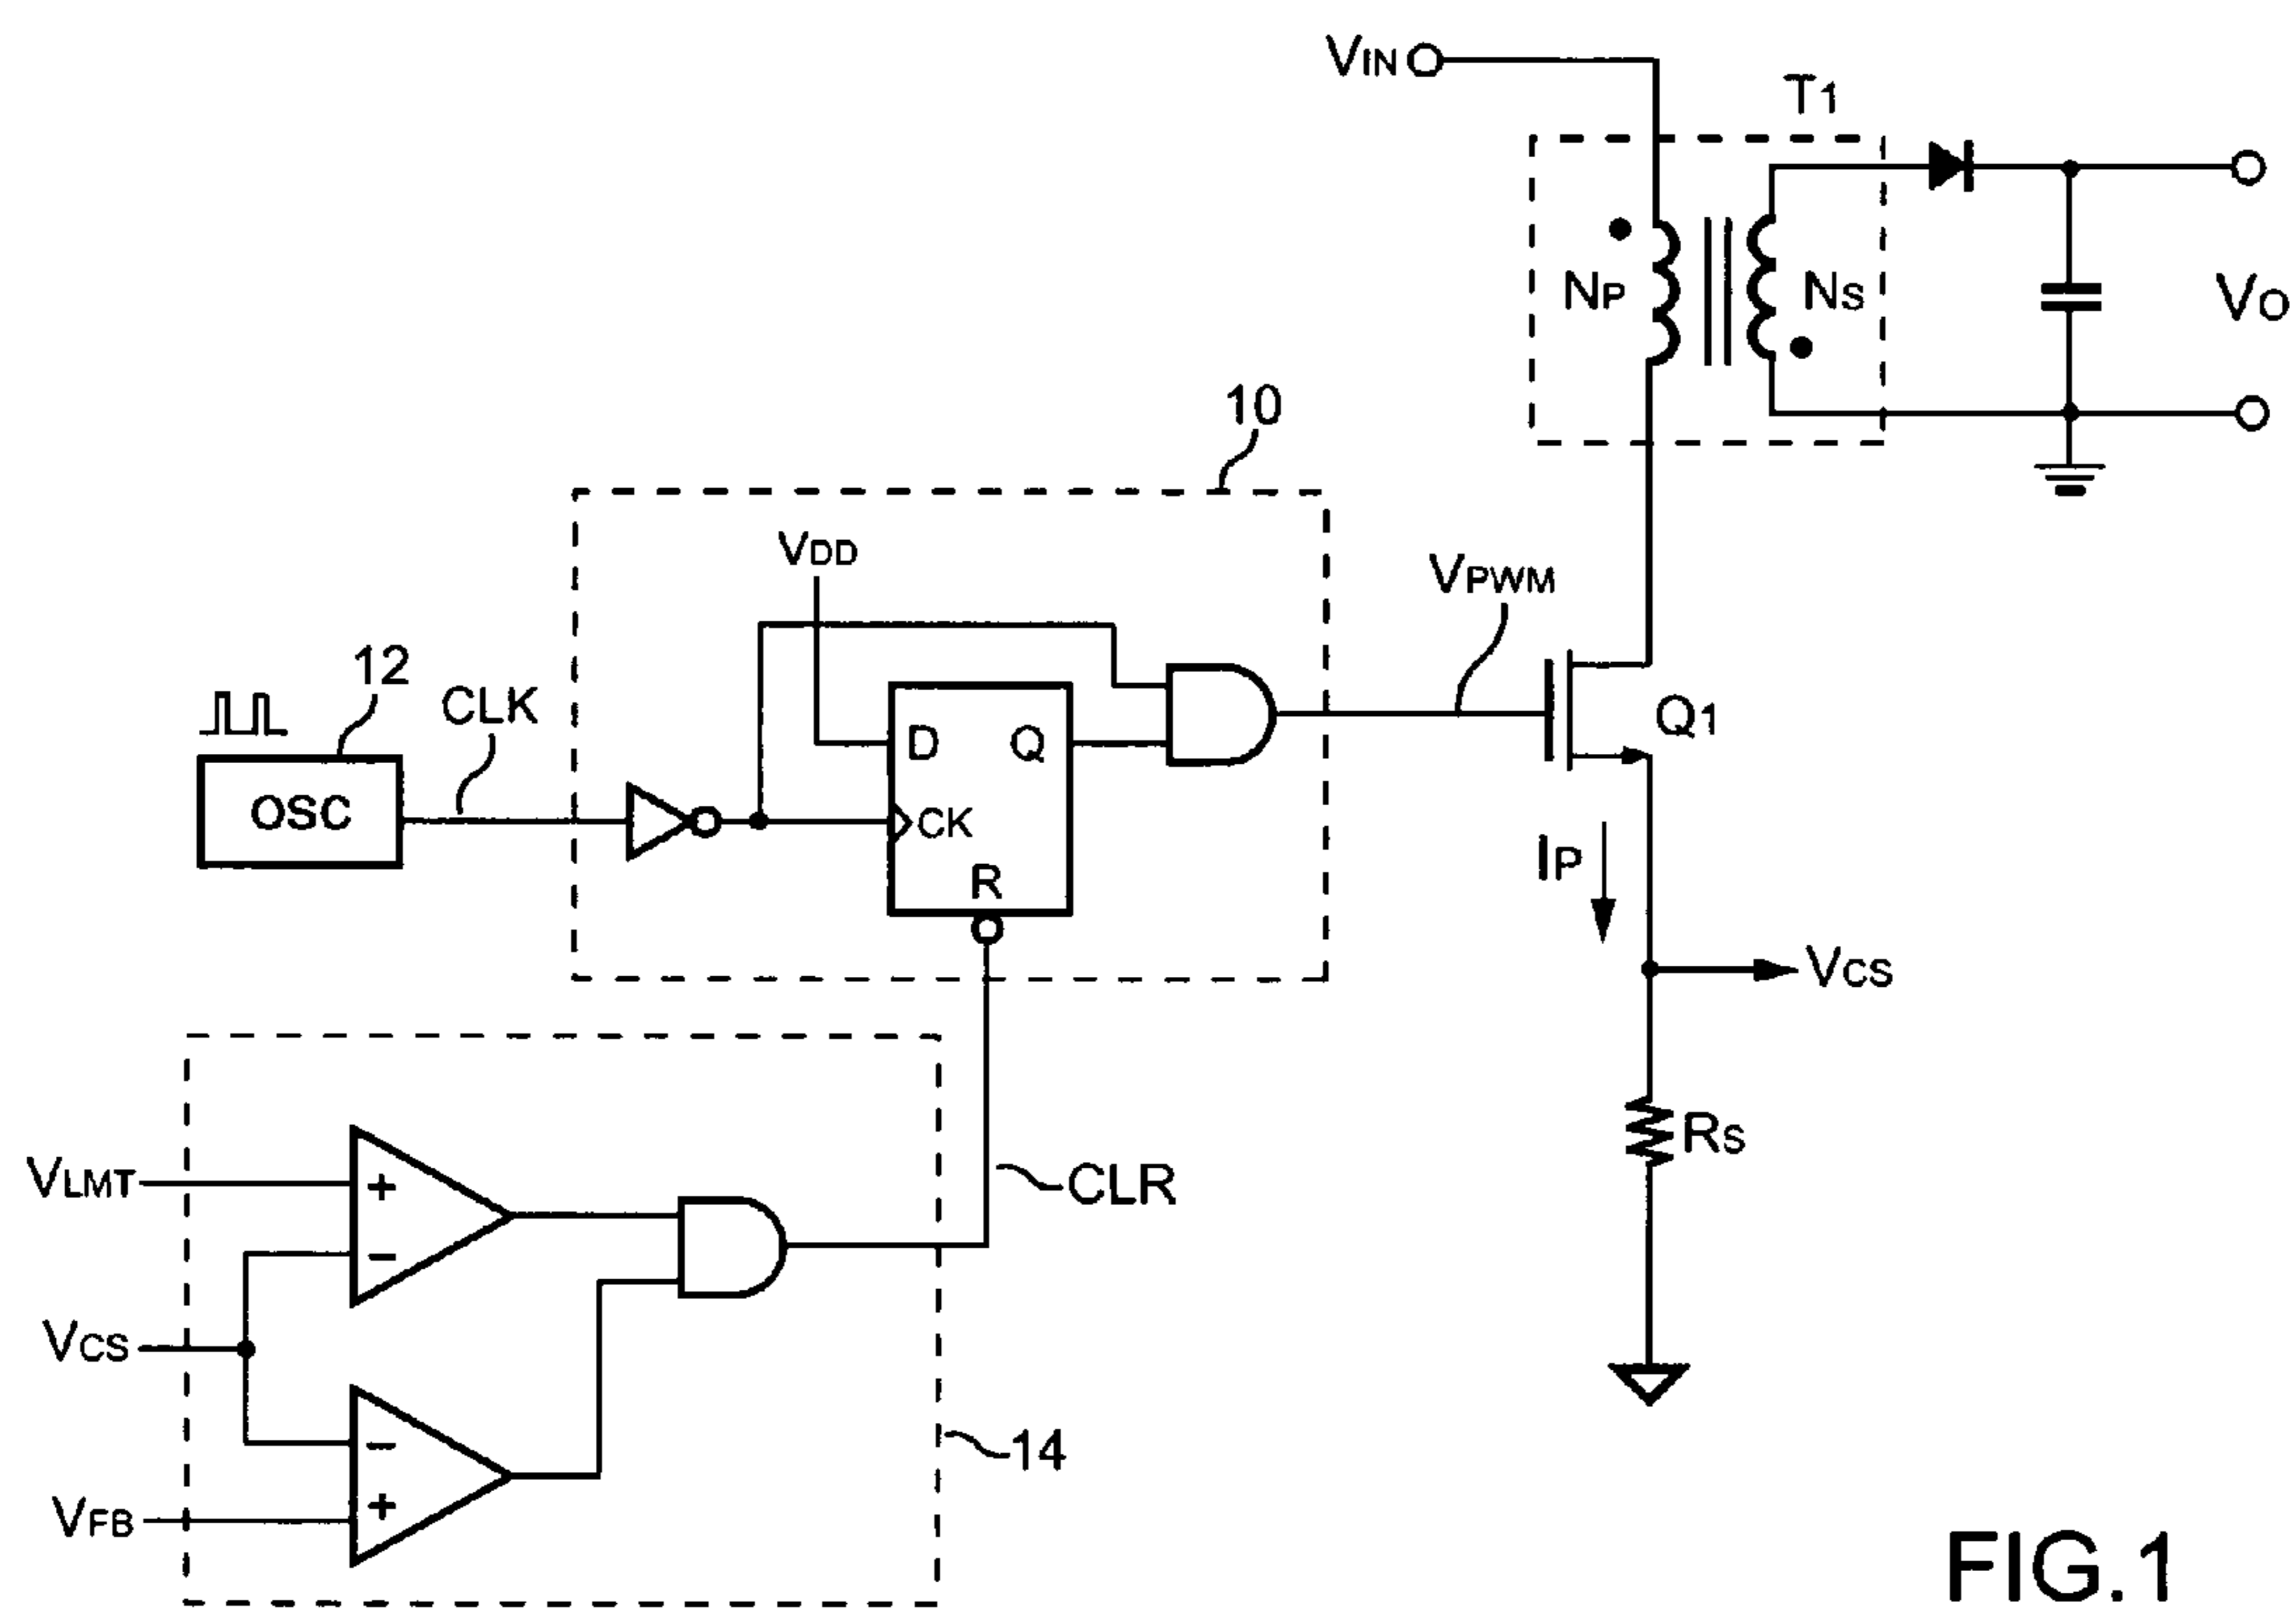 VIN
T1
NP
NS
VO
10
VDD
VPWM
12
CLK
OSC
D
Q
CK
R
Q1
IP
VCS
RS
CLR
VLMT
+
−
VCS
−
+
VFB
14
FIG.1